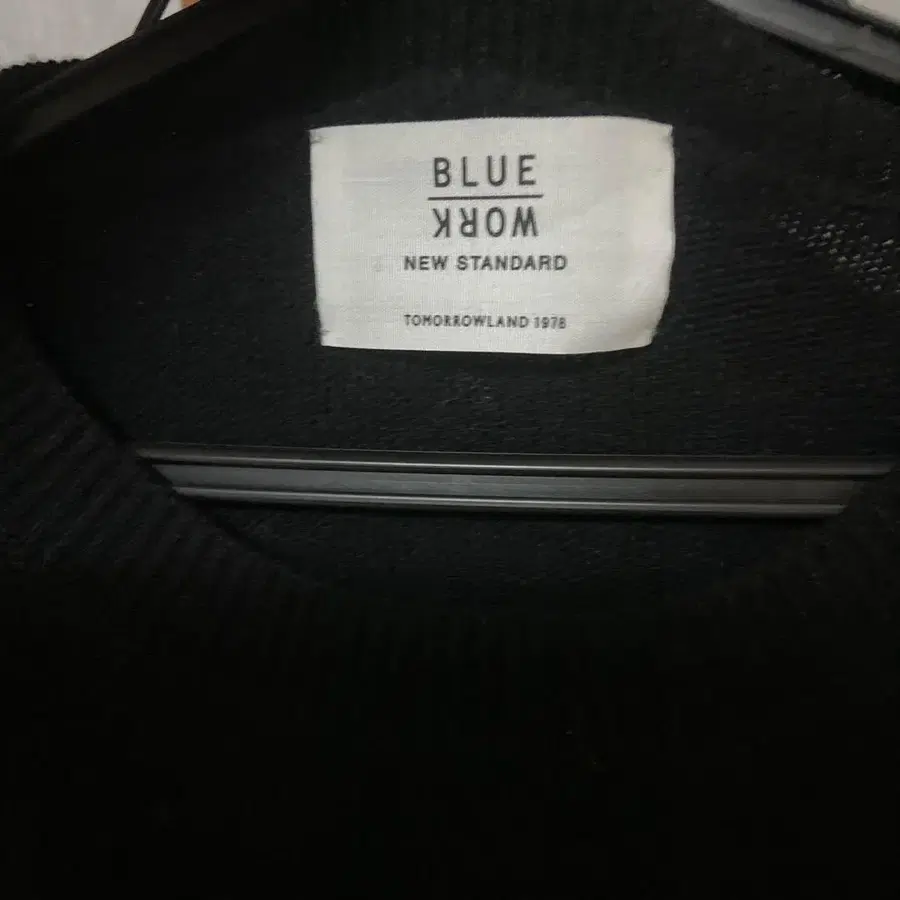 BLUE
WORK
NEW STANDARD
TOMORROWLAND 1978